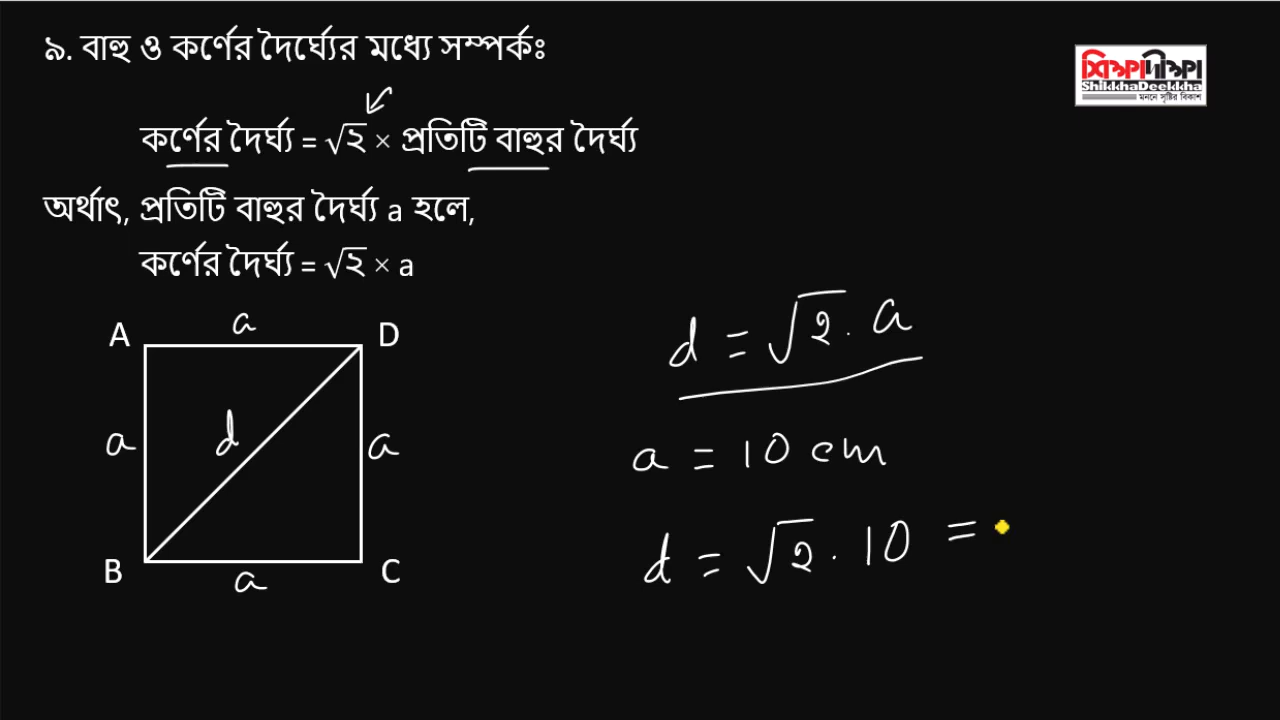 ৯. বাহু ও কর্ণের দৈর্ঘ্যের মধ্যে সম্পর্কঃ
শিক্ষাদীক্ষা
ShikkhaDeekkha
মননে সৃষ্টির বিকাশ
কর্ণের দৈর্ঘ্য = √২ × প্রতিটি বাহুর দৈর্ঘ্য
অর্থাৎ, প্রতিটি বাহুর দৈর্ঘ্য a হলে,
কর্ণের দৈর্ঘ্য = √২ × a
A a D
a d a
B a C
d = √2 . a
a = 10 cm
d = √2 . 10 =